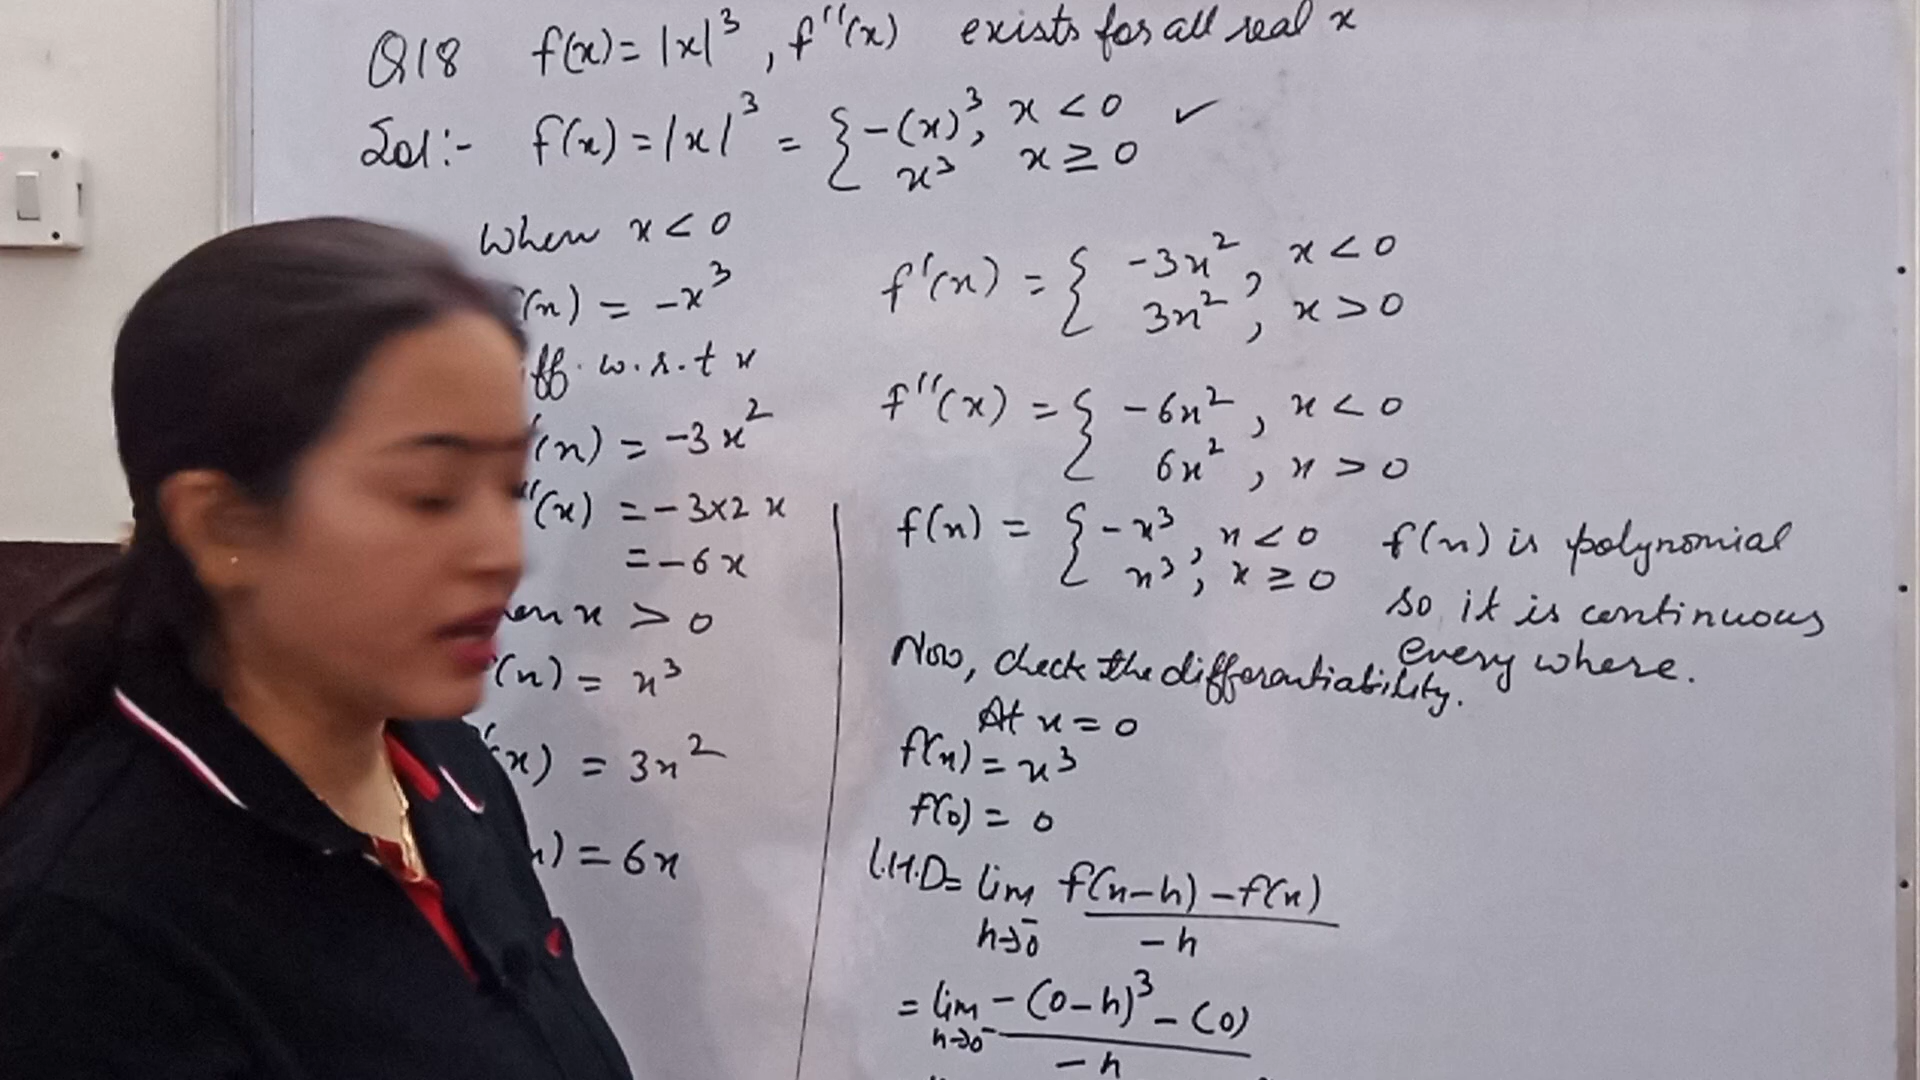 Q18 f(x) = |x|³, f''(x) exists for all real x
Sol:- f(x) = |x|³ = { -(x)³, x < 0 ✓
x³ x ≥ 0
when x < 0
(x) = -x³
ff. w.r.t x
'(x) = -3x²
''(x) = -3×2x
= -6x
x > 0
(x) = x³
'(x) = 3x²
) = 6x
f'(x) = { -3x², x < 0
3x², x > 0
f''(x) = { -6x², x < 0
6x², x > 0
f(x) = { -x³, x < 0
x³, x ≥ 0
f(x) is polynomial
so it is continuous
every where.
Now, check the differentiability.
At x = 0
f(x) = x³
f(0) = 0
L.H.D = lim f(x-h) - f(x)
h→0⁻ -h
= lim -(0-h)³ - (0)
h→0⁻ -h